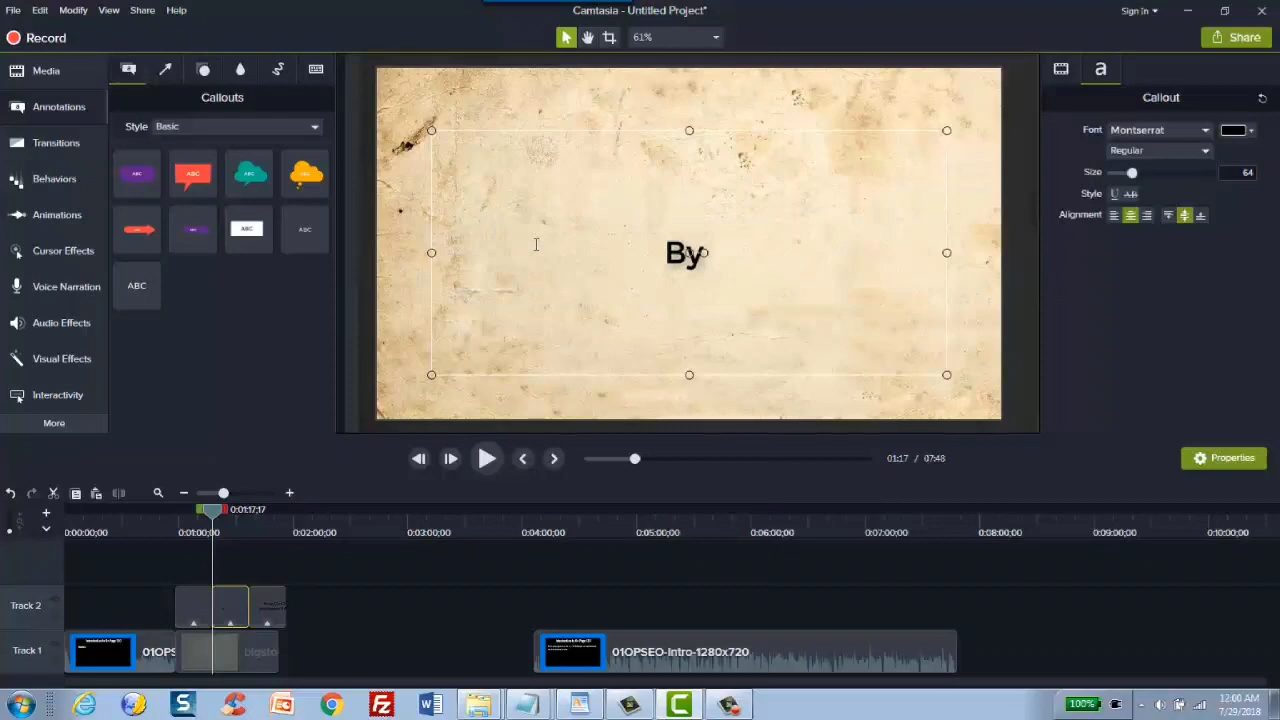 File Edit Modify View Share Help
Camtasia - Untitled Project*
Sign In
Record
61%
Share
Media
Annotations
Transitions
Behaviors
Animations
Cursor Effects
Voice Narration
Audio Effects
Visual Effects
Interactivity
More
Callouts
Style Basic
ABC ABC ABC ABC
ABC ABC
ABC
By
a
Callout
Font Montserrat
Regular
Size 64
Style U AB
Alignment
01:17 / 07:48
Properties
0:01:17;17
0:00:00;00 0:01:00;00 0:02:00;00 0:03:00;00 0:04:00;00 0:05:00;00 0:06:00;00 0:07:00;00 0:08:00;00 0:09:00;00 0:10:00;00
Track 2
Track 1
01OPS
bigsto
01OPSEO-Intro-1280x720
100%
12:00 AM
7/29/2018